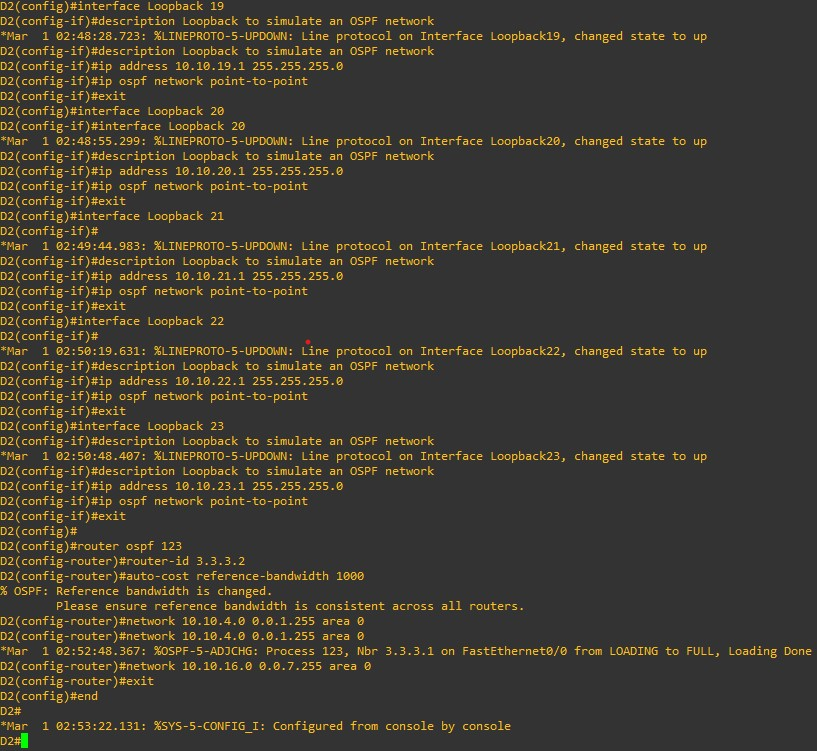 D2(config)#interface Loopback 19
D2(config-if)#description Loopback to simulate an OSPF network
*Mar  1 02:48:28.723: %LINEPROTO-5-UPDOWN: Line protocol on Interface Loopback19, changed state to up
D2(config-if)#description Loopback to simulate an OSPF network
D2(config-if)#ip address 10.10.19.1 255.255.255.0
D2(config-if)#ip ospf network point-to-point
D2(config-if)#exit
D2(config)#interface Loopback 20
D2(config-if)#interface Loopback 20
*Mar  1 02:48:55.299: %LINEPROTO-5-UPDOWN: Line protocol on Interface Loopback20, changed state to up
D2(config-if)#description Loopback to simulate an OSPF network
D2(config-if)#ip address 10.10.20.1 255.255.255.0
D2(config-if)#ip ospf network point-to-point
D2(config-if)#exit
D2(config)#interface Loopback 21
D2(config-if)#
*Mar  1 02:49:44.983: %LINEPROTO-5-UPDOWN: Line protocol on Interface Loopback21, changed state to up
D2(config-if)#description Loopback to simulate an OSPF network
D2(config-if)#ip address 10.10.21.1 255.255.255.0
D2(config-if)#ip ospf network point-to-point
D2(config-if)#exit
D2(config)#interface Loopback 22
D2(config-if)#
*Mar  1 02:50:19.631: %LINEPROTO-5-UPDOWN: Line protocol on Interface Loopback22, changed state to up
D2(config-if)#description Loopback to simulate an OSPF network
D2(config-if)#ip address 10.10.22.1 255.255.255.0
D2(config-if)#ip ospf network point-to-point
D2(config-if)#exit
D2(config)#interface Loopback 23
D2(config-if)#description Loopback to simulate an OSPF network
*Mar  1 02:50:48.407: %LINEPROTO-5-UPDOWN: Line protocol on Interface Loopback23, changed state to up
D2(config-if)#description Loopback to simulate an OSPF network
D2(config-if)#ip address 10.10.23.1 255.255.255.0
D2(config-if)#ip ospf network point-to-point
D2(config-if)#exit
D2(config)#
D2(config)#router ospf 123
D2(config-router)#router-id 3.3.3.2
D2(config-router)#auto-cost reference-bandwidth 1000
% OSPF: Reference bandwidth is changed.
        Please ensure reference bandwidth is consistent across all routers.
D2(config-router)#network 10.10.4.0 0.0.1.255 area 0
D2(config-router)#network 10.10.4.0 0.0.1.255 area 0
*Mar  1 02:52:48.367: %OSPF-5-ADJCHG: Process 123, Nbr 3.3.3.1 on FastEthernet0/0 from LOADING to FULL, Loading Done
D2(config-router)#network 10.10.16.0 0.0.7.255 area 0
D2(config-router)#exit
D2(config)#end
D2#
*Mar  1 02:53:22.131: %SYS-5-CONFIG_I: Configured from console by console
D2#